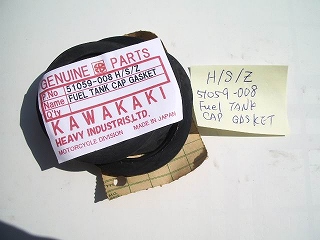 GENUINE PARTS
P.No 51059-008 H/S/Z
Name FUEL TANK CAP GASKET
Q'ty
KAWAKAKI
HEAVY INDUSTRIS,LTD.
MOTORCYCLE DIVISION MADE IN JAPAN
H/S/Z
51059-008
FUEL TANK
CAP GASKET